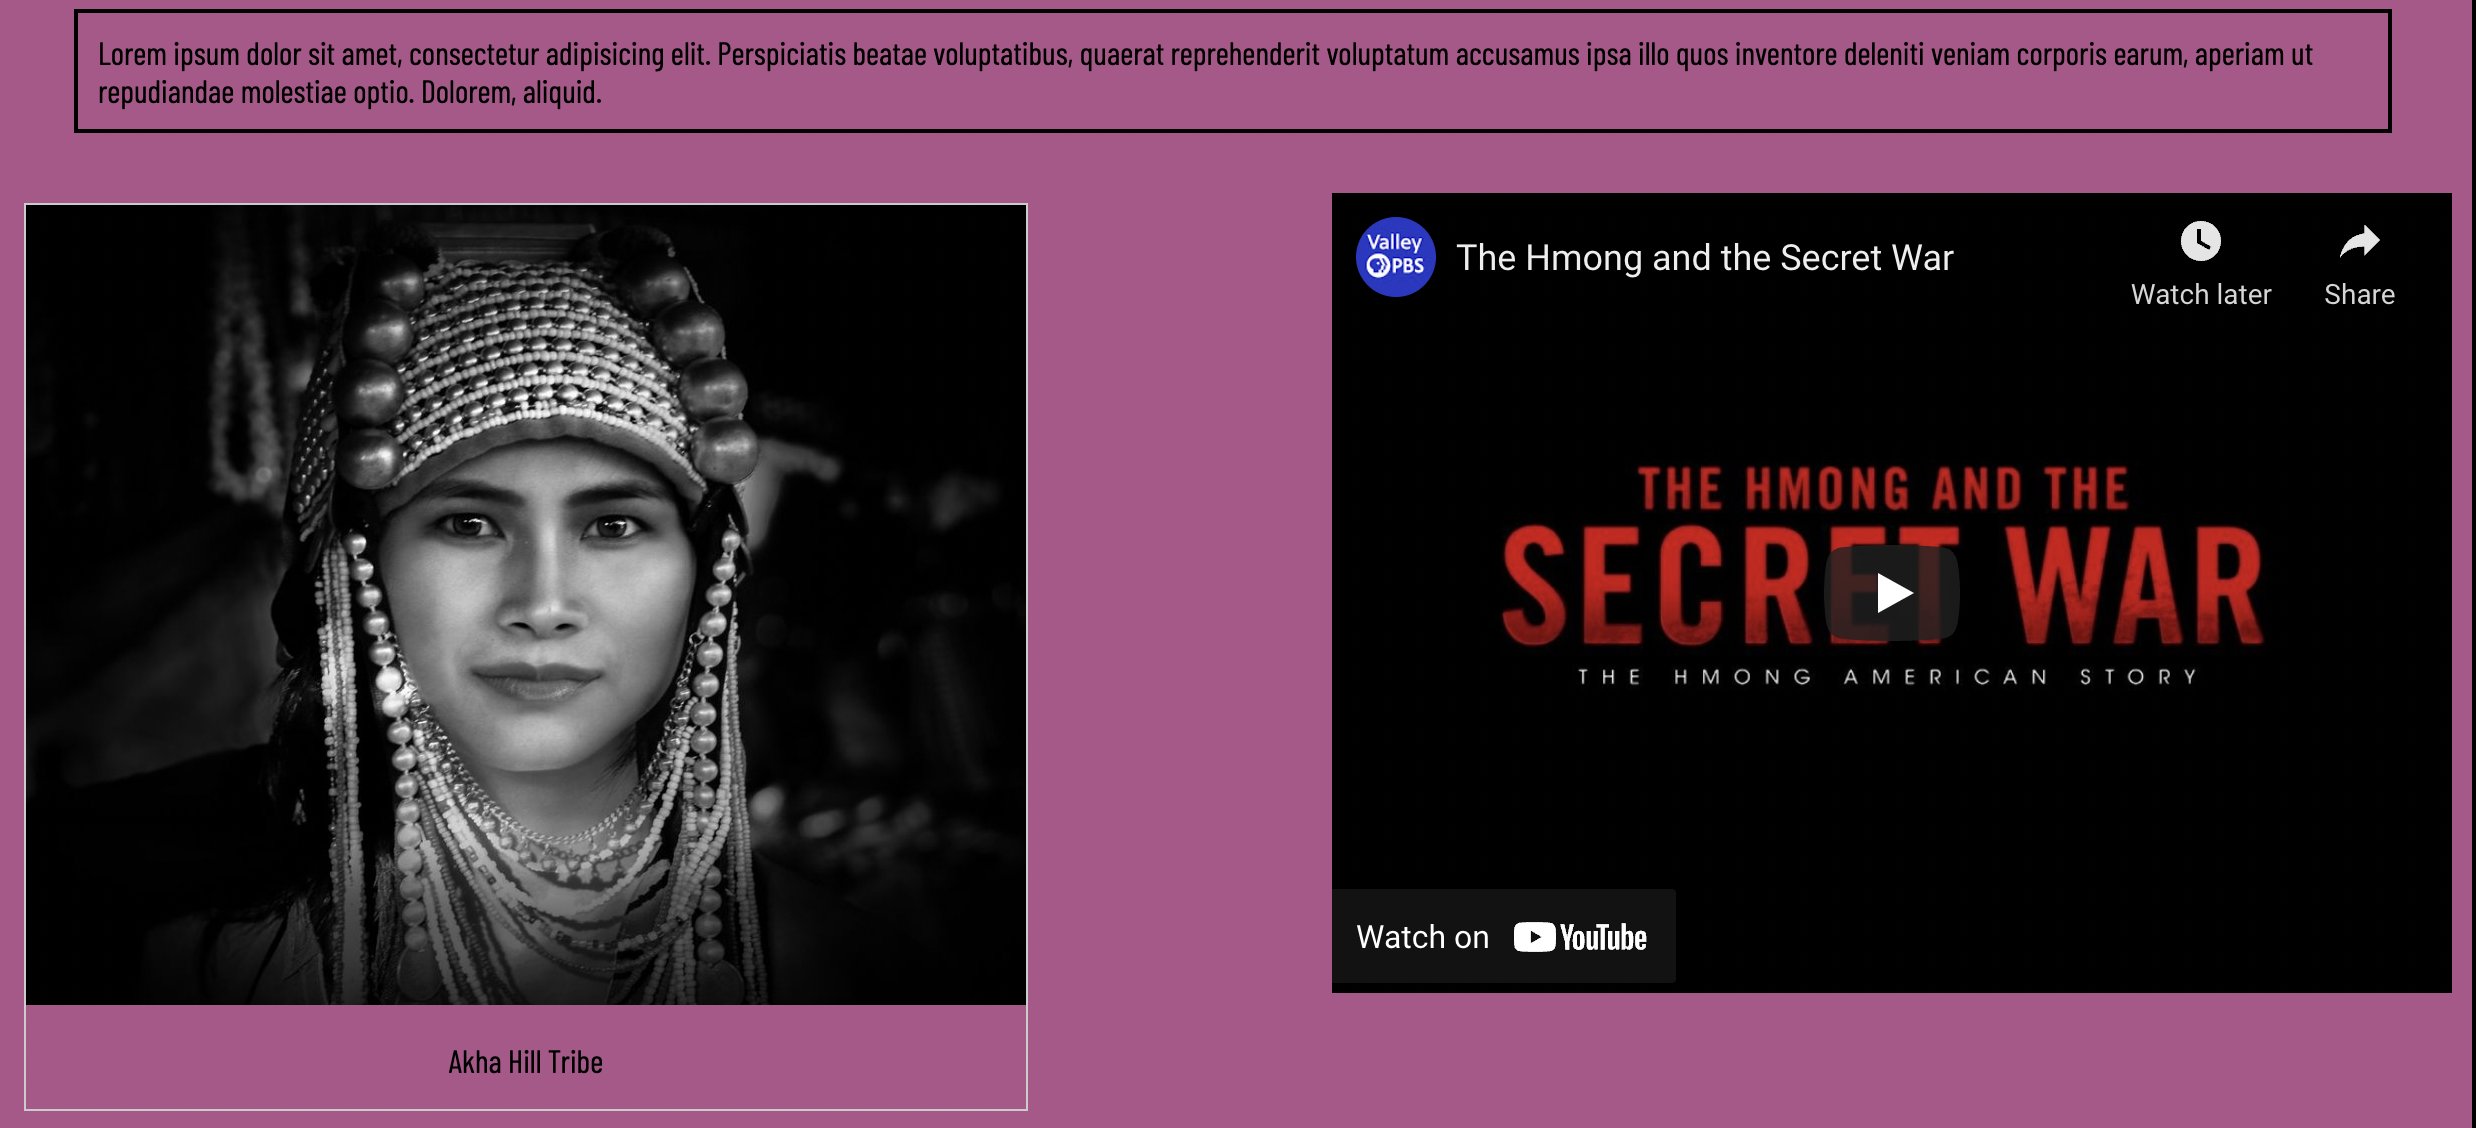 Lorem ipsum dolor sit amet, consectetur adipisicing elit. Perspiciatis beatae voluptatibus, quaerat reprehenderit voluptatum accusamus ipsa illo quos inventore deleniti veniam corporis earum, aperiam ut
repudiandae molestiae optio. Dolorem, aliquid.
Valley
PBS
The Hmong and the Secret War
Watch later
Share
THE HMONG AND THE
SECRET WAR
THE HMONG AMERICAN STORY
Watch on YouTube
Akha Hill Tribe